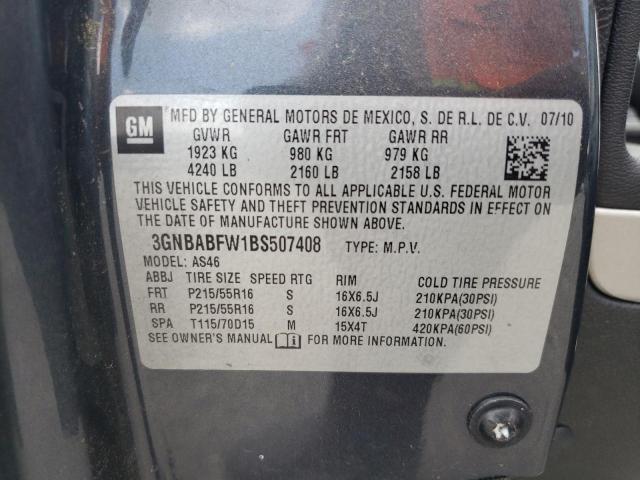 GM
MFD BY GENERAL MOTORS DE MEXICO, S. DE R.L. DE C.V. 07/10
GVWR GAWR FRT GAWR RR
1923 KG 980 KG 979 KG
4240 LB 2160 LB 2158 LB
THIS VEHICLE CONFORMS TO ALL APPLICABLE U.S. FEDERAL MOTOR
VEHICLE SAFETY AND THEFT PREVENTION STANDARDS IN EFFECT ON
THE DATE OF MANUFACTURE SHOWN ABOVE.
3GNBABFW1BS507408 TYPE: M.P.V.
MODEL: AS46
ABBJ TIRE SIZE SPEED RTG RIM COLD TIRE PRESSURE
FRT P215/55R16 S 16X6.5J 210KPA(30PSI)
RR P215/55R16 S 16X6.5J 210KPA(30PSI)
SPA T115/70D15 M 15X4T 420KPA(60PSI)
SEE OWNER'S MANUAL FOR MORE INFORMATION.